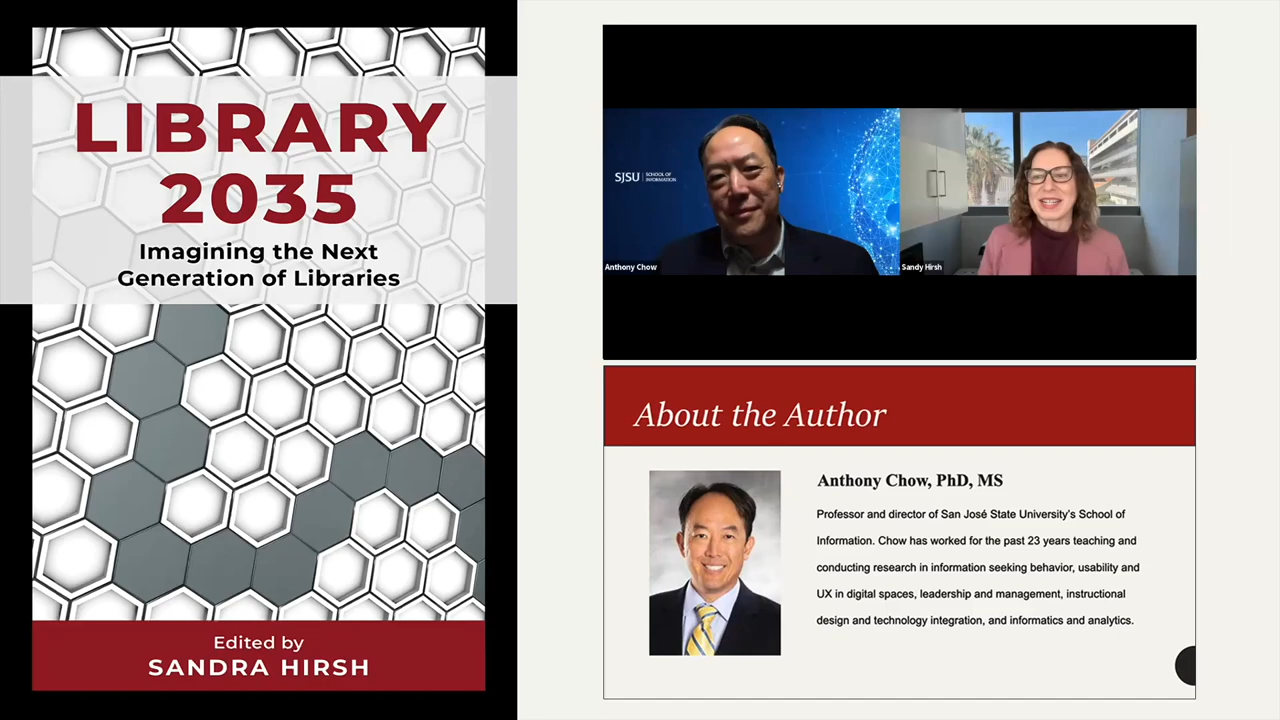 LIBRARY
2035
Imagining the Next
Generation of Libraries
Edited by
SANDRA HIRSH
SJSU SCHOOL OF
INFORMATION
Anthony Chow
Sandy Hirsh
About the Author
Anthony Chow, PhD, MS
Professor and director of San José State University's School of
Information. Chow has worked for the past 23 years teaching and
conducting research in information seeking behavior, usability and
UX in digital spaces, leadership and management, instructional
design and technology integration, and informatics and analytics.